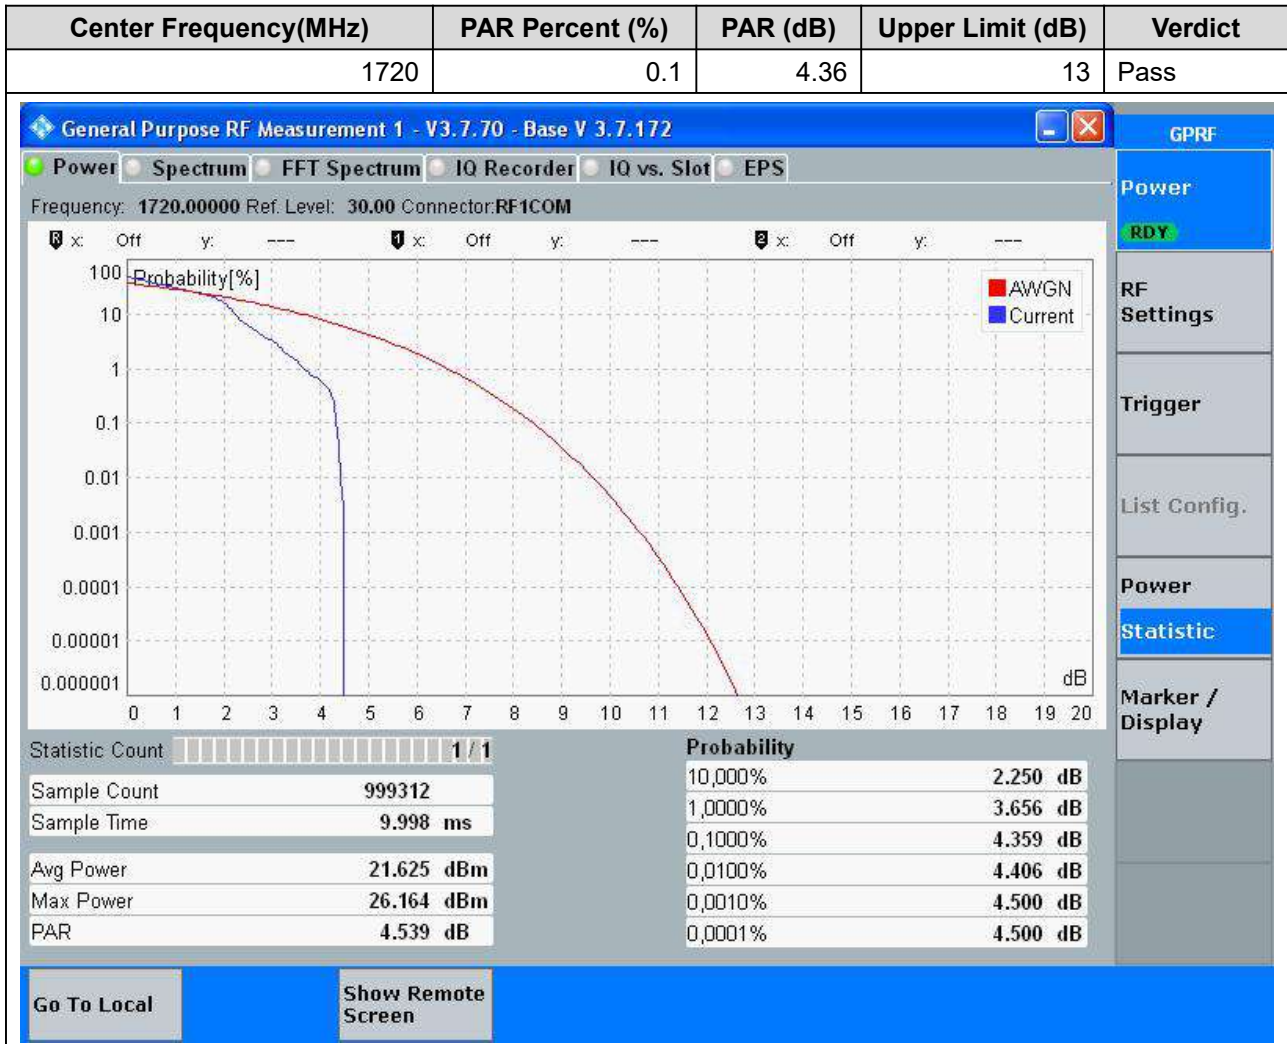 Center Frequency(MHz) PAR Percent (%) PAR (dB) Upper Limit (dB) Verdict
1720 0.1 4.36 13 Pass
General Purpose RF Measurement 1 - V3.7.70 - Base V 3.7.172
GPRF
Power Spectrum FFT Spectrum IQ Recorder IQ vs. Slot EPS
Frequency: 1720.00000 Ref. Level: 30.00 Connector:RF1COM
R x: Off y: --- 1 x: Off y: --- 2 x: Off y: ---
Power
RDY
RF
Settings
Trigger
List Config.
Power
Statistic
Marker /
Display
Probability[%]
AWGN
Current
100
10
1
0.1
0.01
0.001
0.0001
0.00001
0.000001
dB
0 1 2 3 4 5 6 7 8 9 10 11 12 13 14 15 16 17 18 19 20
Statistic Count 1 / 1
Sample Count 999312
Sample Time 9.998 ms
Avg Power 21.625 dBm
Max Power 26.164 dBm
PAR 4.539 dB
Probability
10,000% 2.250 dB
1,0000% 3.656 dB
0,1000% 4.359 dB
0,0100% 4.406 dB
0,0010% 4.500 dB
0,0001% 4.500 dB
Go To Local
Show Remote
Screen